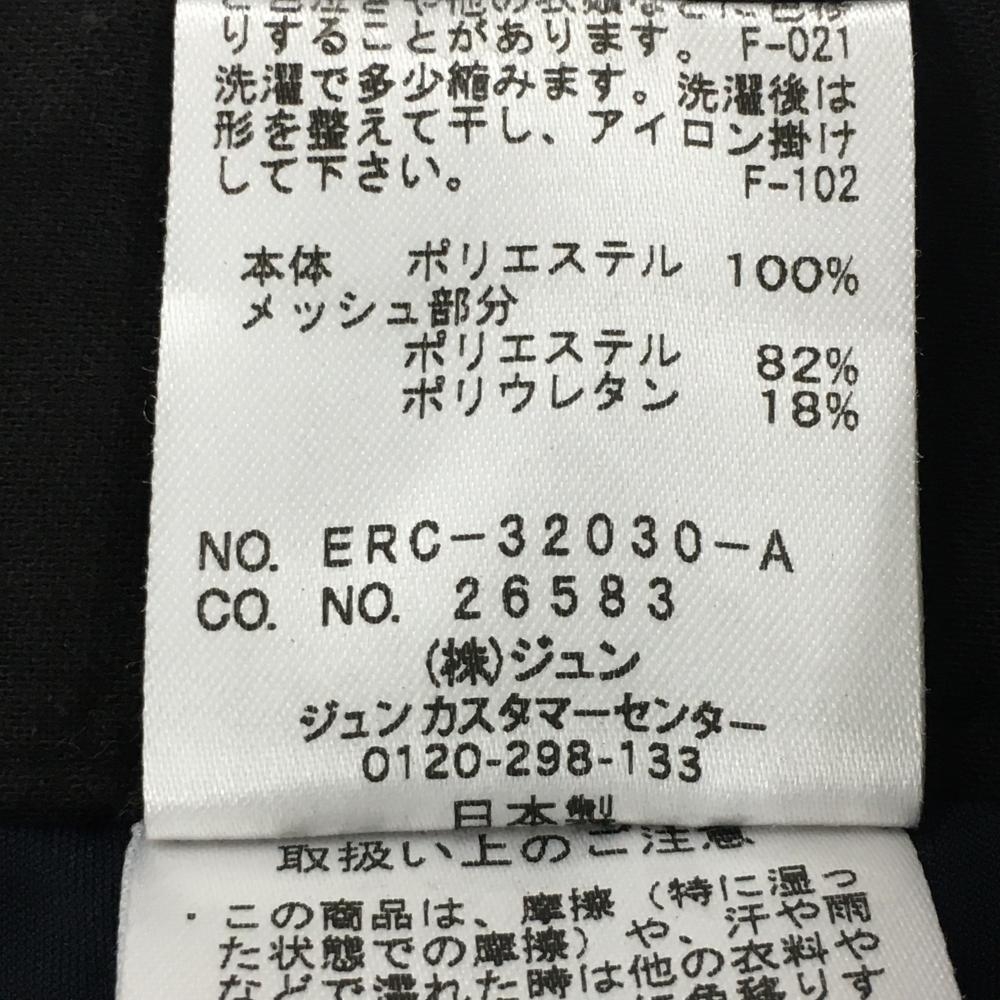 りすることがあります。 F-021
洗濯で多少縮みます。洗濯後は
形を整えて干し、アイロン掛け
して下さい。 F-102
本体 ポリエステル 100%
メッシュ部分
ポリエステル 82%
ポリウレタン 18%
NO. ERC-32030-A
CO. NO. 26583
(株)ジュン
ジュンカスタマーセンター
0120-298-133
日本製
取扱い上のご注意
・この商品は、摩擦(特に湿っ
た状態での摩擦)や、汗や雨
などで濡れた時は他の衣料や